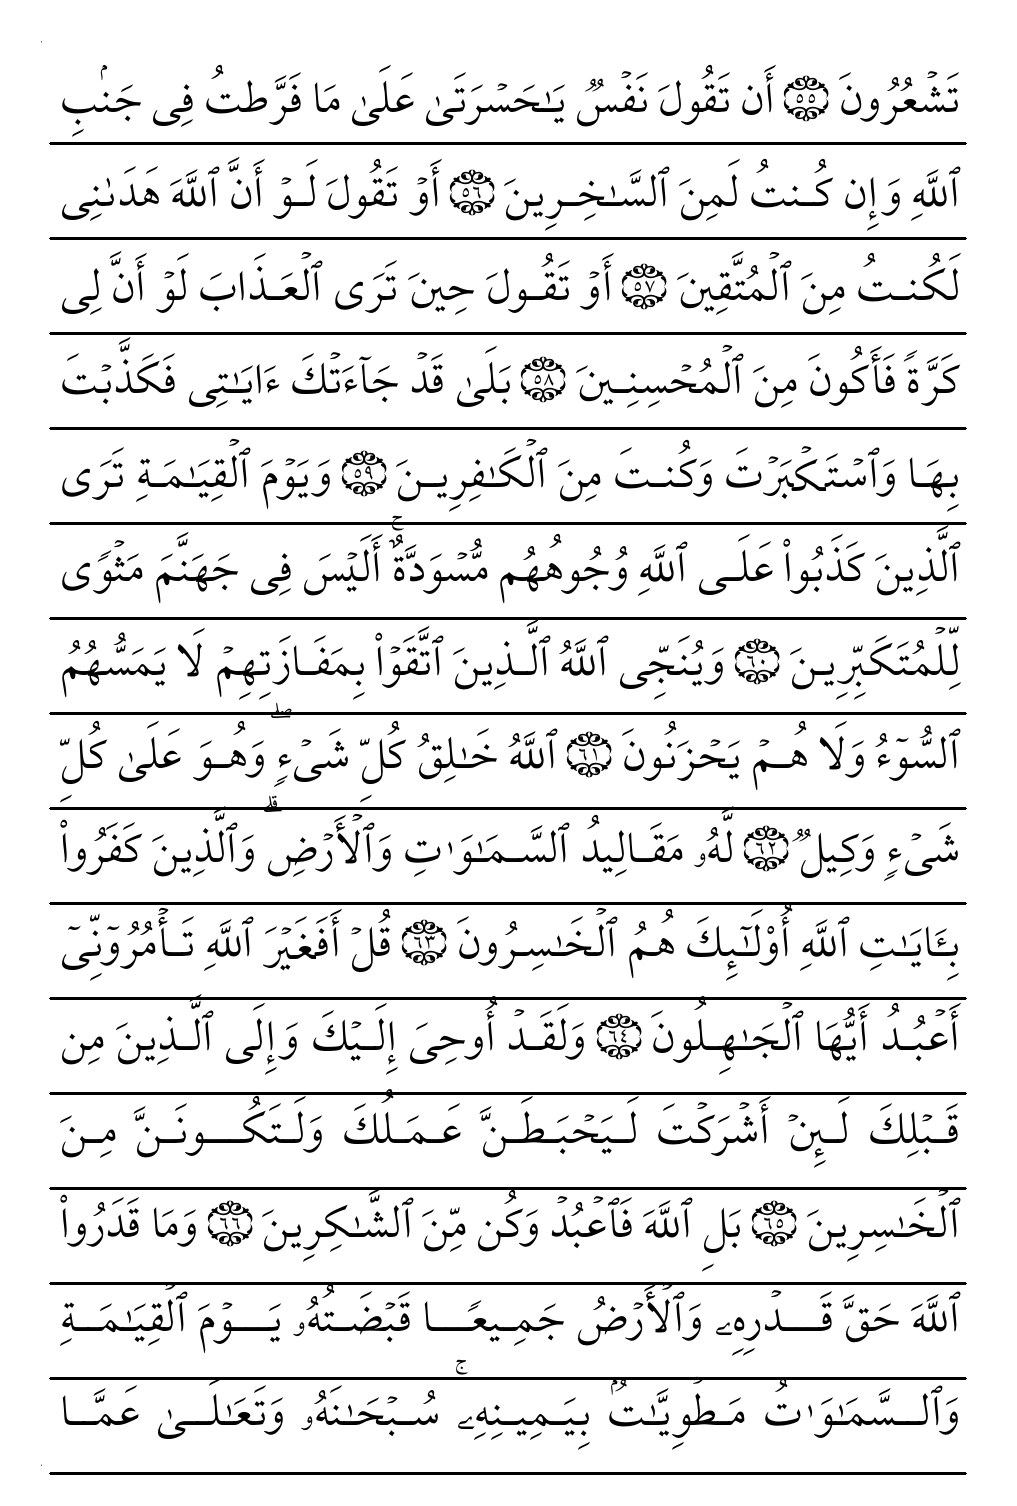 تَشۡعُرُونَ ٥٥ أَن تَقُولَ نَفۡسٞ يَٰحَسۡرَتَىٰ عَلَىٰ مَا فَرَّطتُ فِي جَنۢبِ
ٱللَّهِ وَإِن كُنتُ لَمِنَ ٱلسَّٰخِرِينَ ٥٦ أَوۡ تَقُولَ لَوۡ أَنَّ ٱللَّهَ هَدَىٰنِي
لَكُنتُ مِنَ ٱلۡمُتَّقِينَ ٥٧ أَوۡ تَقُولَ حِينَ تَرَى ٱلۡعَذَابَ لَوۡ أَنَّ لِي
كَرَّةٗ فَأَكُونَ مِنَ ٱلۡمُحۡسِنِينَ ٥٨ بَلَىٰ قَدۡ جَآءَتۡكَ ءَايَٰتِي فَكَذَّبۡتَ
بِهَا وَٱسۡتَكۡبَرۡتَ وَكُنتَ مِنَ ٱلۡكَٰفِرِينَ ٥٩ وَيَوۡمَ ٱلۡقِيَٰمَةِ تَرَى
ٱلَّذِينَ كَذَبُواْ عَلَى ٱللَّهِ وُجُوهُهُم مُّسۡوَدَّةٌۚ أَلَيۡسَ فِي جَهَنَّمَ مَثۡوٗى
لِّلۡمُتَكَبِّرِينَ ٦٠ وَيُنَجِّي ٱللَّهُ ٱلَّذِينَ ٱتَّقَوۡاْ بِمَفَازَتِهِمۡ لَا يَمَسُّهُمُ
ٱلسُّوٓءُ وَلَا هُمۡ يَحۡزَنُونَ ٦١ ٱللَّهُ خَٰلِقُ كُلِّ شَيۡءٖۖ وَهُوَ عَلَىٰ كُلِّ
شَيۡءٖ وَكِيلٞ ٦٢ لَّهُۥ مَقَالِيدُ ٱلسَّمَٰوَٰتِ وَٱلۡأَرۡضِۗ وَٱلَّذِينَ كَفَرُواْ
بِـَٔايَٰتِ ٱللَّهِ أُوْلَٰٓئِكَ هُمُ ٱلۡخَٰسِرُونَ ٦٣ قُلۡ أَفَغَيۡرَ ٱللَّهِ تَأۡمُرُوٓنِّيٓ
أَعۡبُدُ أَيُّهَا ٱلۡجَٰهِلُونَ ٦٤ وَلَقَدۡ أُوحِيَ إِلَيۡكَ وَإِلَى ٱلَّذِينَ مِن
قَبۡلِكَ لَئِنۡ أَشۡرَكۡتَ لَيَحۡبَطَنَّ عَمَلُكَ وَلَتَكُونَنَّ مِنَ
ٱلۡخَٰسِرِينَ ٦٥ بَلِ ٱللَّهَ فَٱعۡبُدۡ وَكُن مِّنَ ٱلشَّٰكِرِينَ ٦٦ وَمَا قَدَرُواْ
ٱللَّهَ حَقَّ قَدۡرِهِۦ وَٱلۡأَرۡضُ جَمِيعٗا قَبۡضَتُهُۥ يَوۡمَ ٱلۡقِيَٰمَةِ
وَٱلسَّمَٰوَٰتُ مَطۡوِيَّٰتُۢ بِيَمِينِهِۦۚ سُبۡحَٰنَهُۥ وَتَعَٰلَىٰ عَمَّا